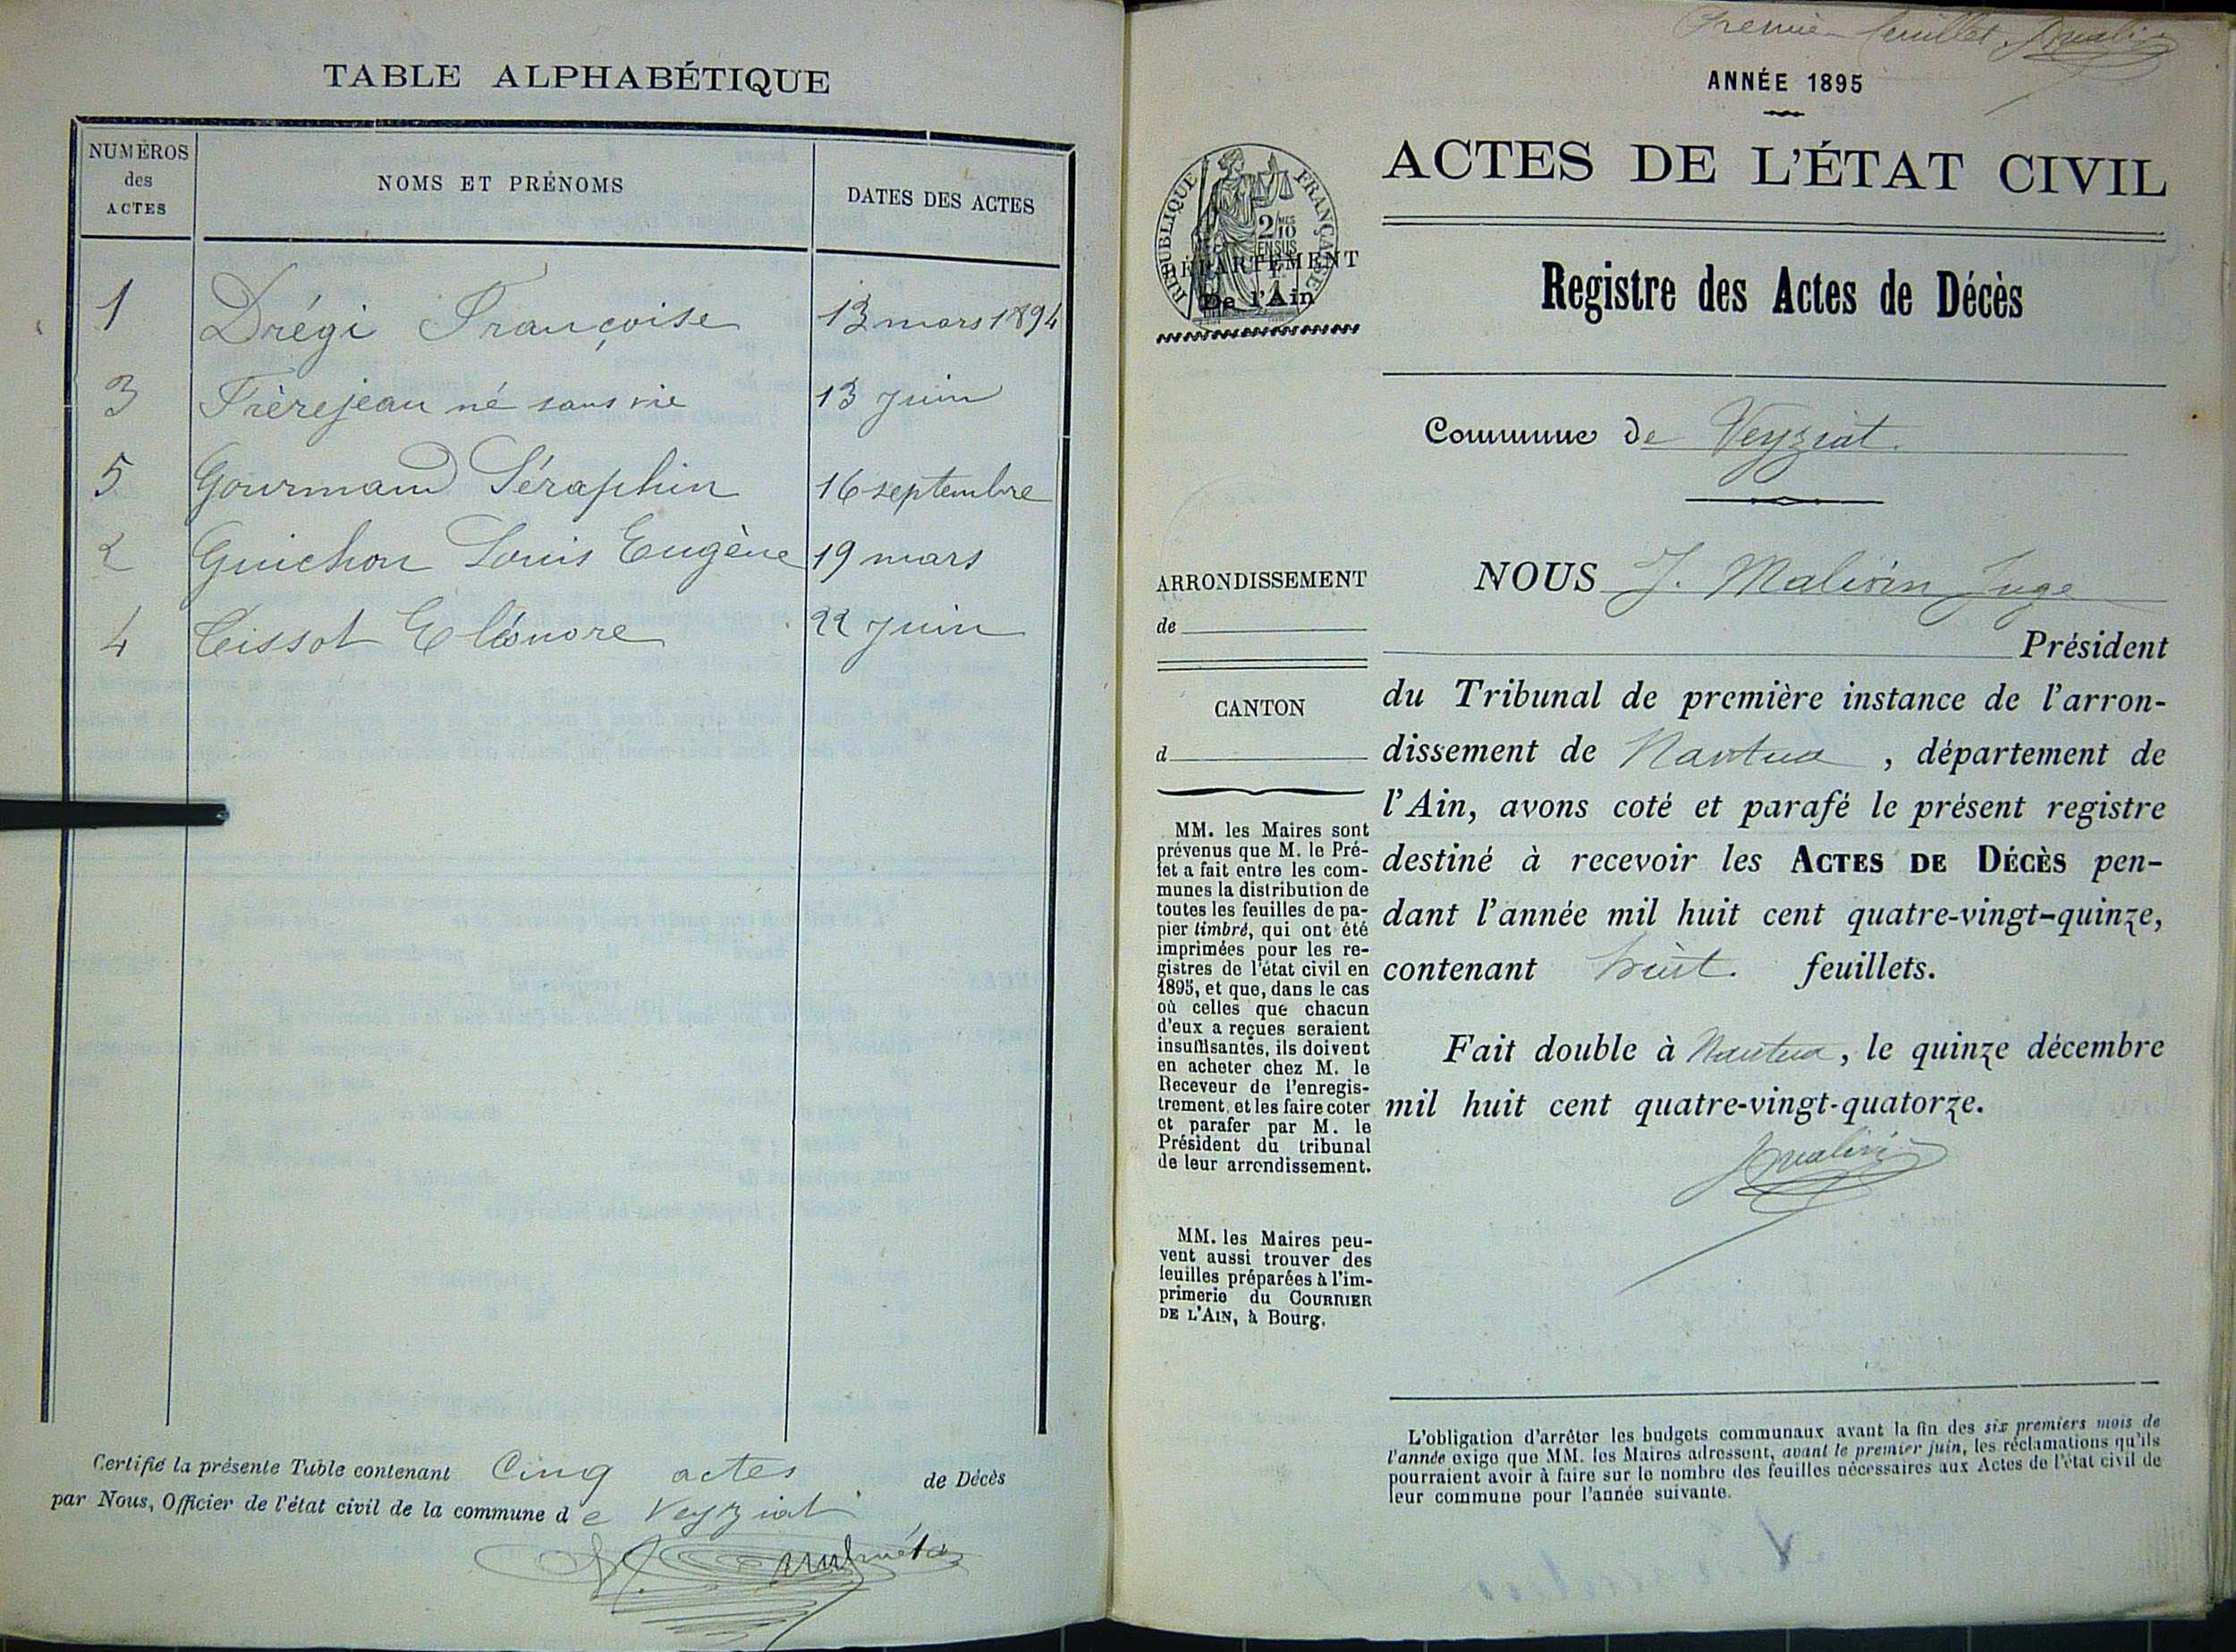 TABLE ALPHABÉTIQUE
NUMÉROS des ACTES
NOMS ET PRÉNOMS
DATES DES ACTES
1 Drégi Françoise 13 mars 1894
3 Frèrejean né sans vie 13 juin
5 Gourmand Séraphin 16 septembre
2 Guichon Louis Eugène 19 mars
4 Tissot Eléonore 22 juin
Certifié la présente Table contenant Cinq actes de Décès
par Nous, Officier de l'état civil de la commune de Veyziat
Premier feuillet Malivin
ANNÉE 1895
ACTES DE L'ÉTAT CIVIL
RÉPUBLIQUE FRANÇAISE
2/10 MES
EN SUS
DÉPARTEMENT
De l'Ain
Registre des Actes de Décès
Commune de Veyziat
ARRONDISSEMENT
de
CANTON
d
MM. les Maires sont
prévenus que M. le Pré-
fet a fait entre les com-
munes la distribution de
toutes les feuilles de pa-
pier timbré, qui ont été
imprimées pour les re-
gistres de l'état civil en
1895, et que, dans le cas
où celles que chacun
d'eux a reçues seraient
insuffisantes, ils doivent
en acheter chez M. le
Receveur de l'enregis-
trement, et les faire coter
et parafer par M. le
Président du tribunal
de leur arrondissement.
MM. les Maires peu-
vent aussi trouver des
feuilles préparées à l'im-
primerie du COURRIER
DE L'AIN, à Bourg.
NOUS J. Malivin Juge
Président
du Tribunal de première instance de l'arron-
dissement de Nantua, département de
l'Ain, avons coté et parafé le présent registre
destiné à recevoir les ACTES DE DÉCÈS pen-
dant l'année mil huit cent quatre-vingt-quinze,
contenant huit feuillets.
Fait double à Nantua, le quinze décembre
mil huit cent quatre-vingt-quatorze.
Malivin
L'obligation d'arrêter les budgets communaux avant la fin des six premiers mois de
l'année exige que MM. les Maires adressent, avant le premier juin, les réclamations qu'ils
pourraient avoir à faire sur le nombre des feuilles nécessaires aux Actes de l'état civil de
leur commune pour l'année suivante.